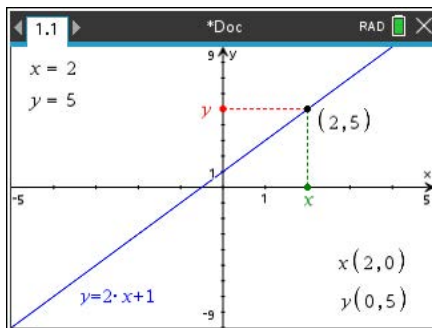 1.1 *Doc RAD
9 y
x = 2
y = 5
y (2,5)
1 x
-5 1 x 5
y=2·x+1
x(2,0)
y(0,5)
-9